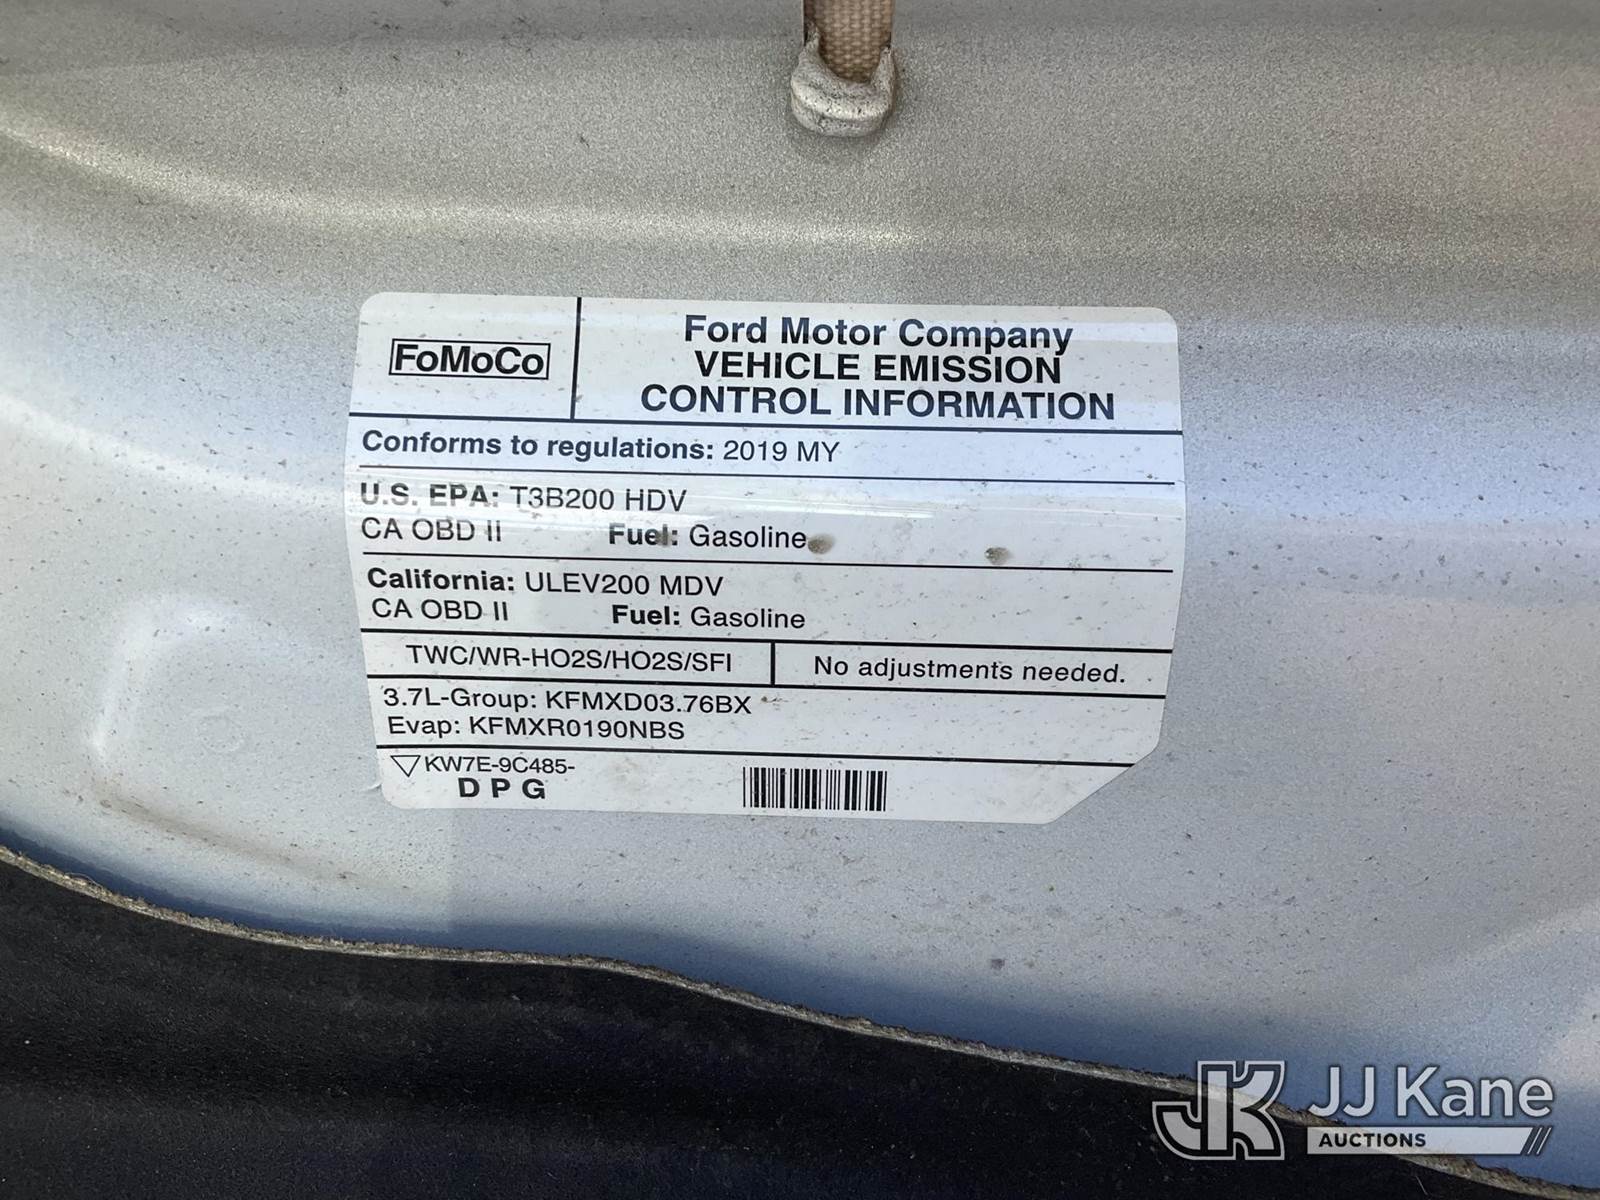 FoMoCo
Ford Motor Company
VEHICLE EMISSION
CONTROL INFORMATION
Conforms to regulations: 2019 MY
U.S. EPA: T3B200 HDV
CA OBD II Fuel: Gasoline
California: ULEV200 MDV
CA OBD II Fuel: Gasoline
TWC/WR-HO2S/HO2S/SFI
No adjustments needed.
3.7L-Group: KFMXD03.76BX
Evap: KFMXR0190NBS
KW7E-9C485-
D P G
JK
JJ Kane
AUCTIONS